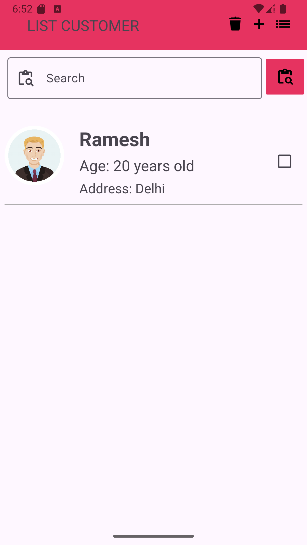 6:52
LIST CUSTOMER
Search
Ramesh
Age: 20 years old
Address: Delhi